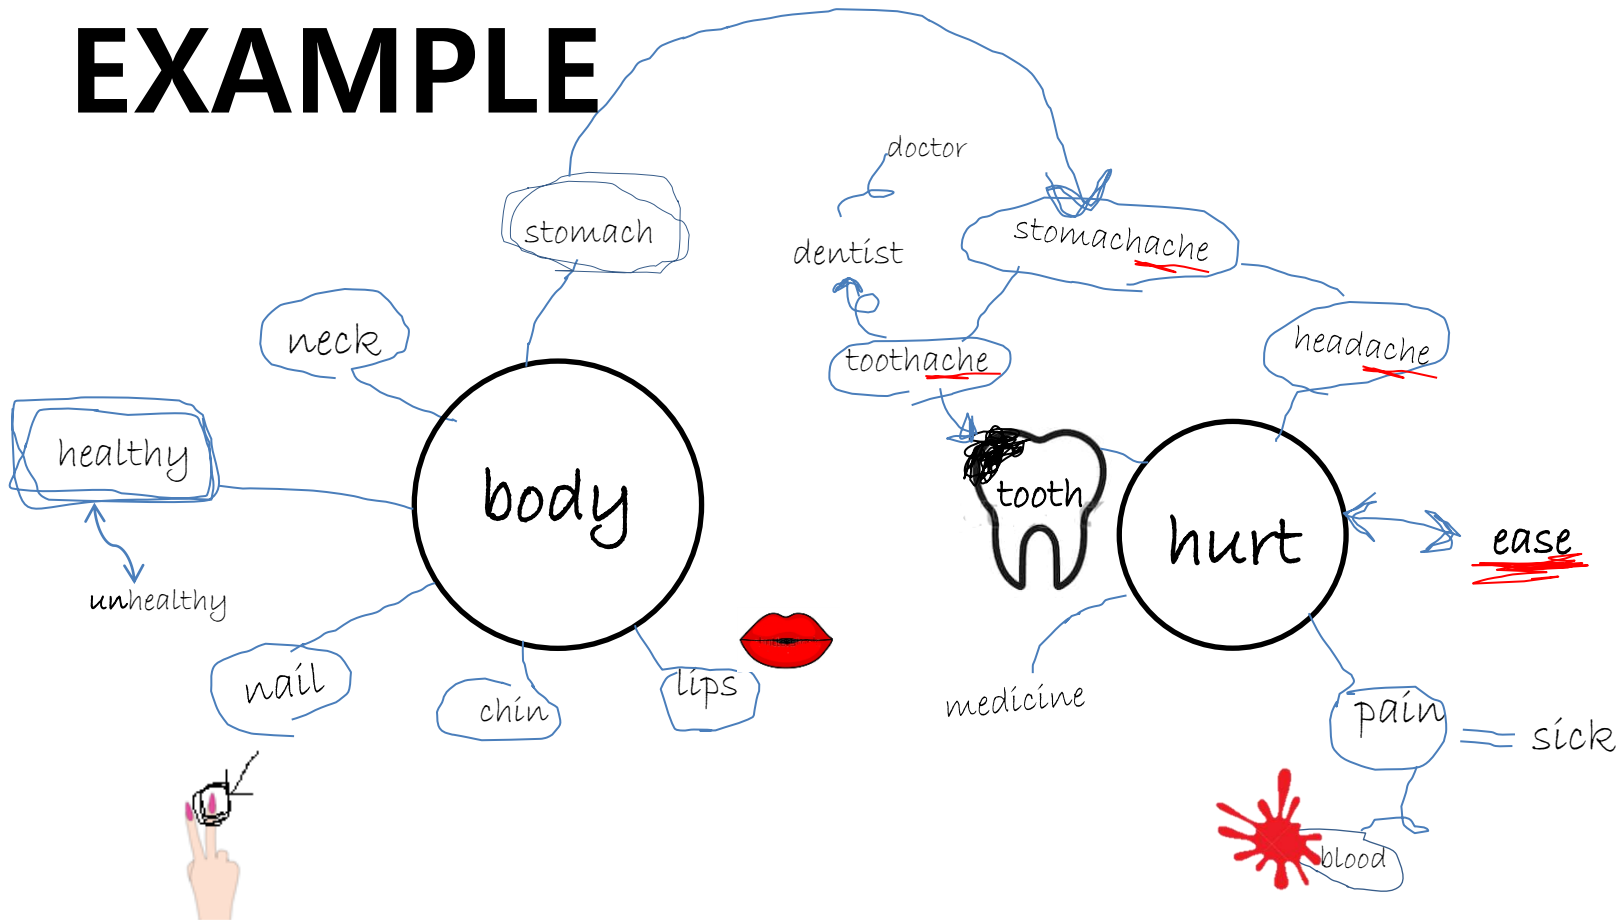 EXAMPLE
doctor
stomach
stomachache
dentist
neck
headache
toothache
healthy
body
tooth
hurt
ease
unhealthy
nail
chin
lips
medicine
pain
sick
blood